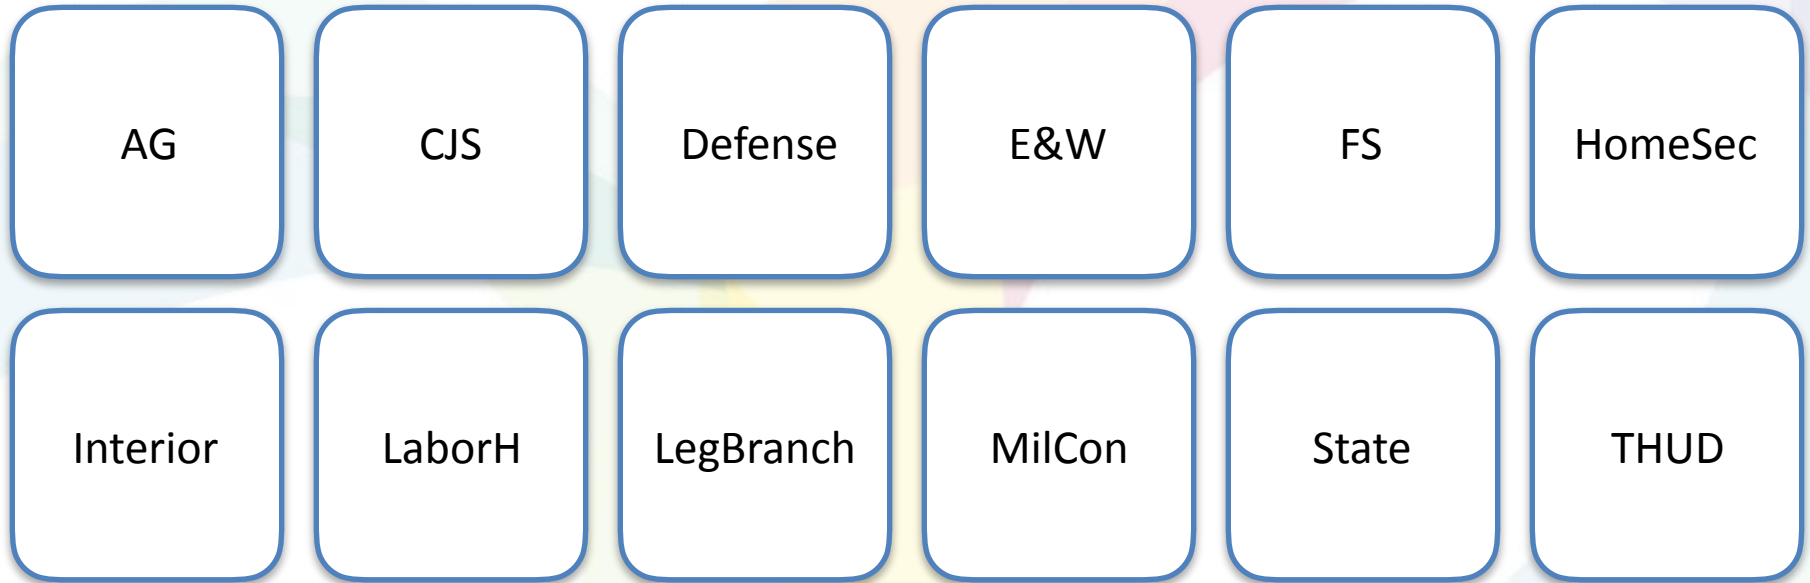 AG
CJS
Defense
E&W
FS
HomeSec
Interior
LaborH
LegBranch
MilCon
State
THUD